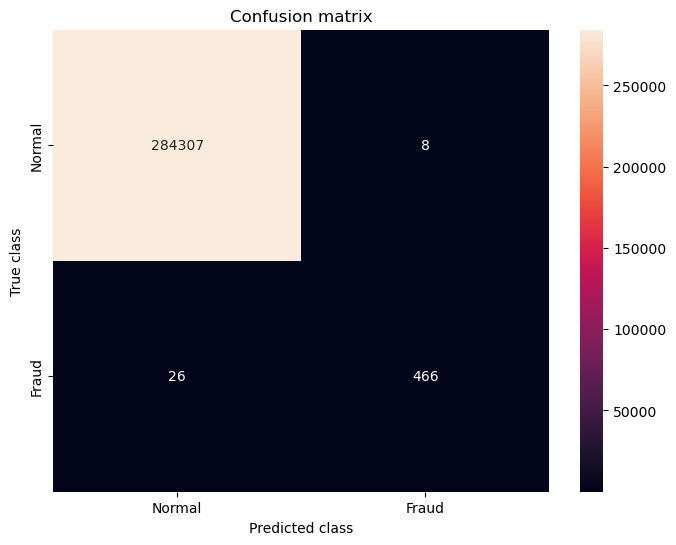 Confusion matrix
Normal
284307
8
Fraud
26
466
True class
Normal
Fraud
Predicted class
250000
200000
150000
100000
50000